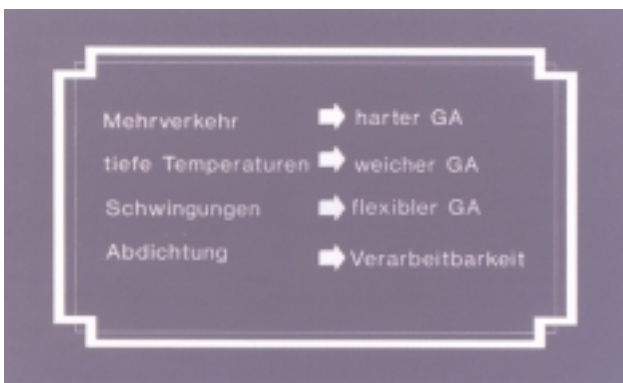 Mehrverkehr ➡ harter GA
tiefe Temperaturen ➡ weicher GA
Schwingungen ➡ flexibler GA
Abdichtung ➡ Verarbeitbarkeit